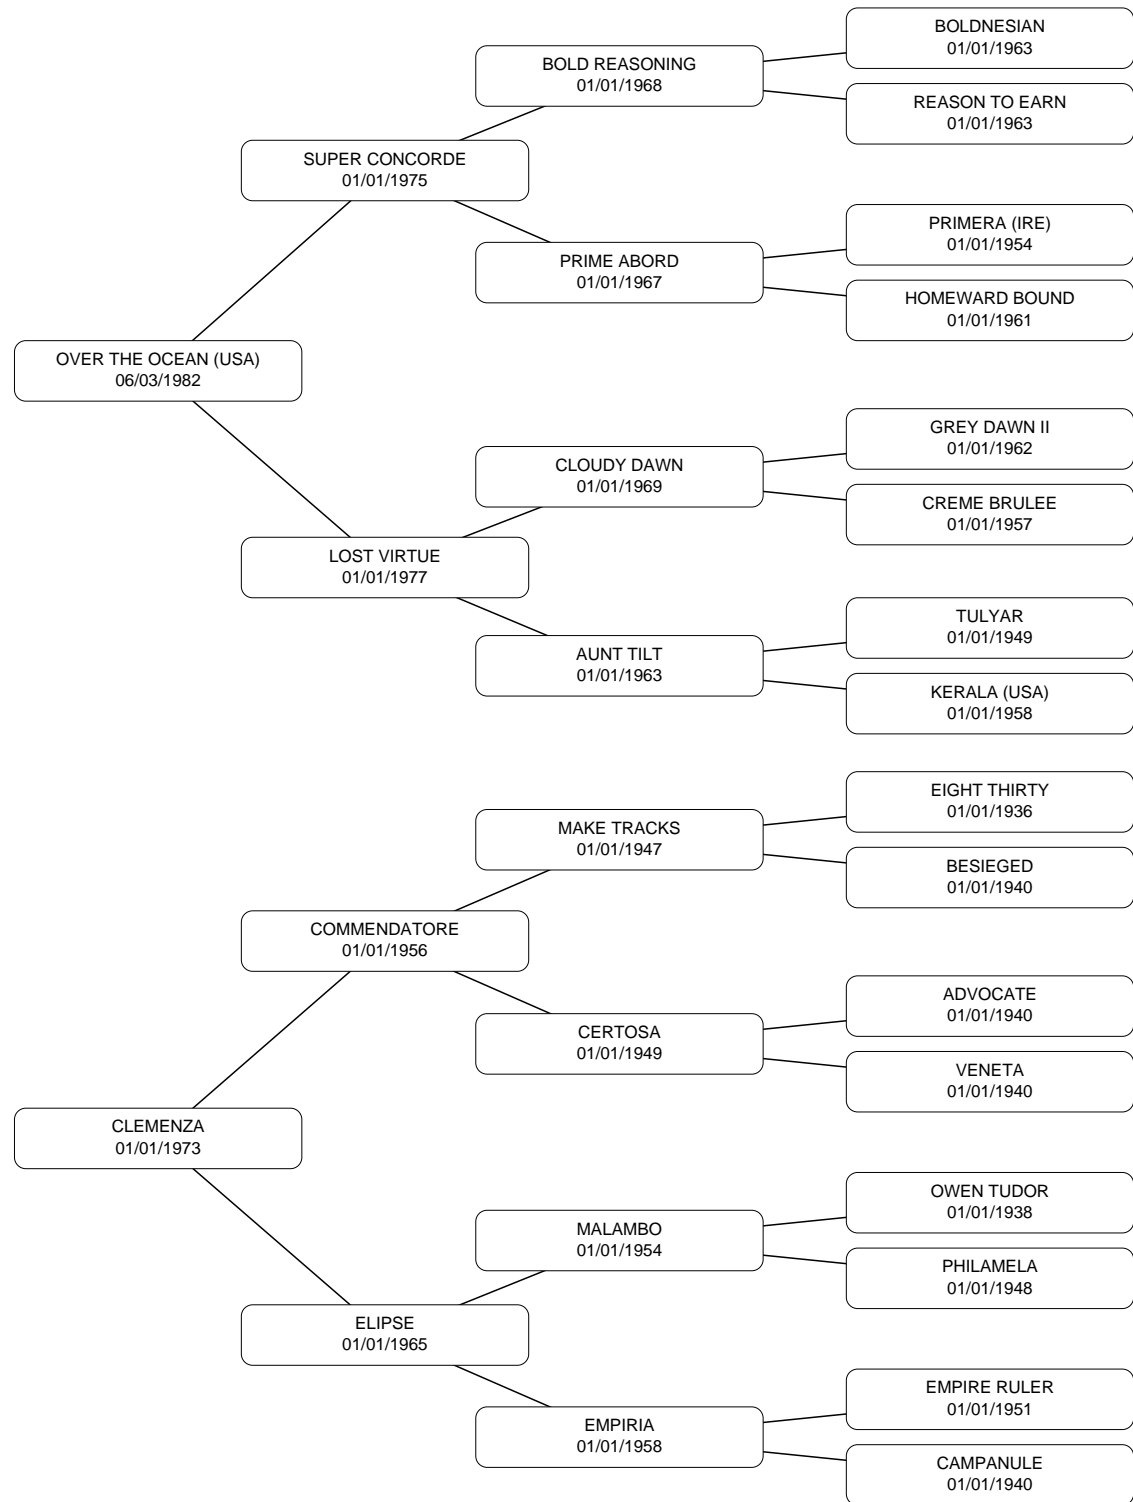 BOLDNESIAN
01/01/1963
BOLD REASONING
01/01/1968
REASON TO EARN
01/01/1963
SUPER CONCORDE
01/01/1975
PRIMERA (IRE)
01/01/1954
PRIME ABORD
01/01/1967
HOMEWARD BOUND
01/01/1961
OVER THE OCEAN (USA)
06/03/1982
GREY DAWN II
01/01/1962
CLOUDY DAWN
01/01/1969
CREME BRULEE
01/01/1957
LOST VIRTUE
01/01/1977
TULYAR
01/01/1949
AUNT TILT
01/01/1963
KERALA (USA)
01/01/1958
EIGHT THIRTY
01/01/1936
MAKE TRACKS
01/01/1947
BESIEGED
01/01/1940
COMMENDATORE
01/01/1956
ADVOCATE
01/01/1940
CERTOSA
01/01/1949
VENETA
01/01/1940
CLEMENZA
01/01/1973
OWEN TUDOR
01/01/1938
MALAMBO
01/01/1954
PHILAMELA
01/01/1948
ELIPSE
01/01/1965
EMPIRE RULER
01/01/1951
EMPIRIA
01/01/1958
CAMPANULE
01/01/1940